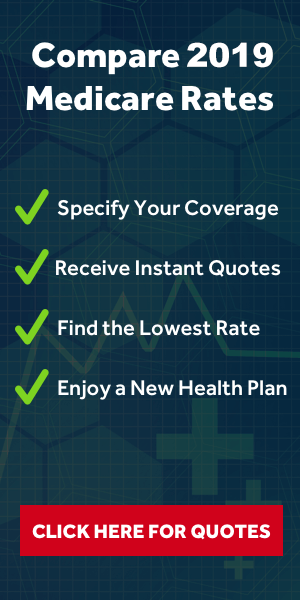 Compare 2019
Medicare Rates
Specify Your Coverage
Receive Instant Quotes
Find the Lowest Rate
Enjoy a New Health Plan
CLICK HERE FOR QUOTES